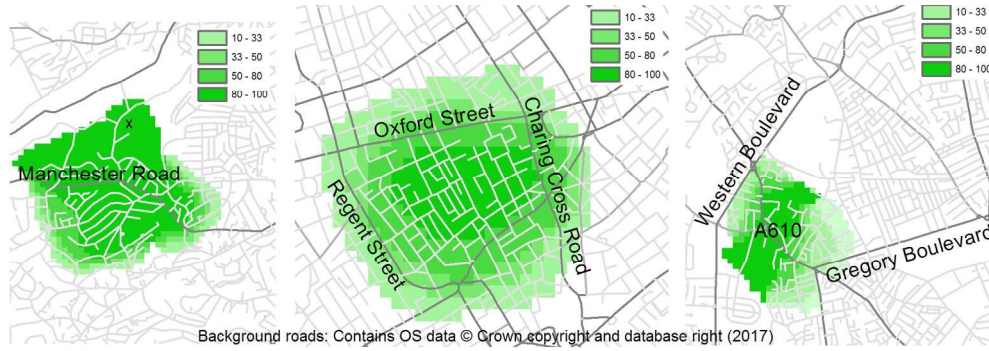 10 - 33
33 - 50
50 - 80
80 - 100
x
Manchester Road
10 - 33
33 - 50
50 - 80
80 - 100
Oxford Street
Charing Cross Road
Regent Street
10 - 33
33 - 50
50 - 80
80 - 100
Western Boulevard
A610
Gregory Boulevard
Background roads: Contains OS data © Crown copyright and database right (2017)